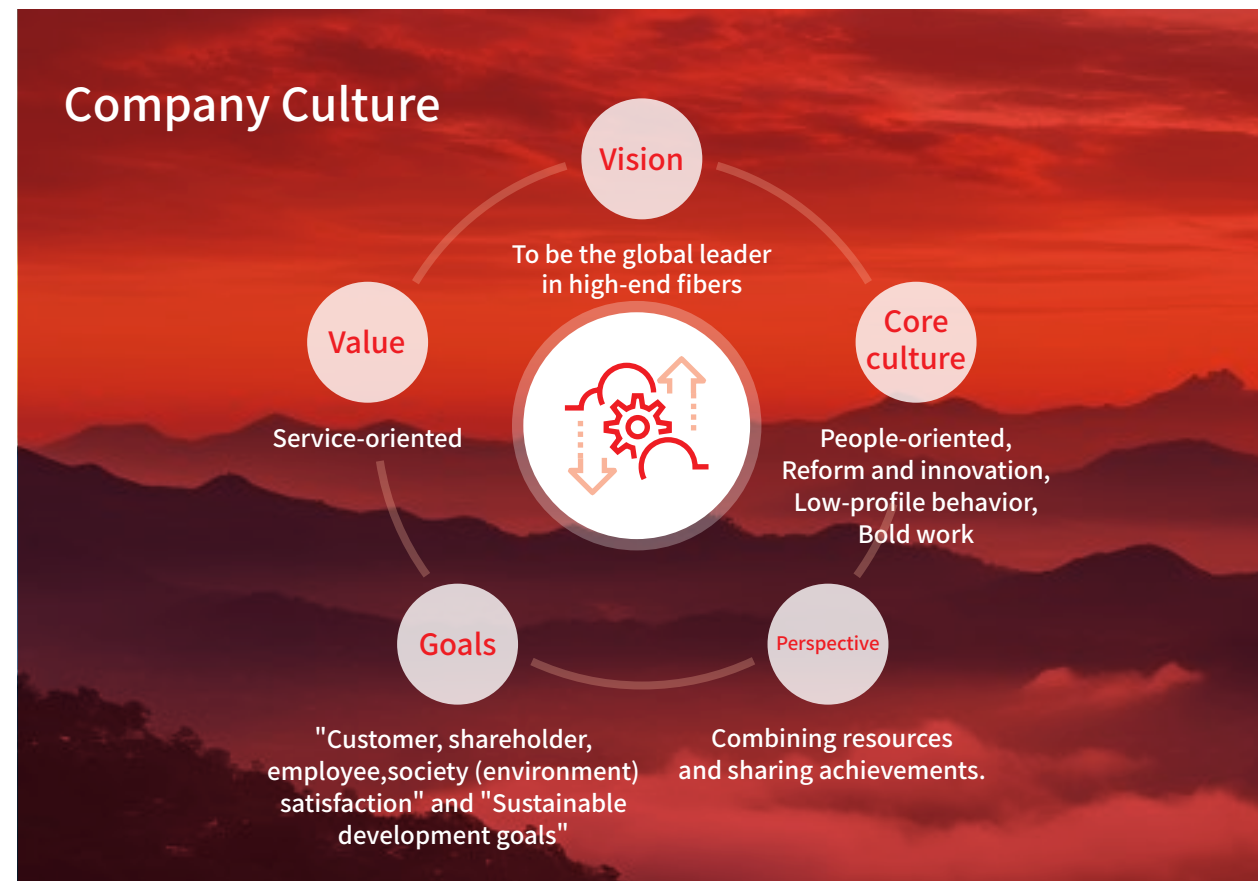 Company Culture
Vision
To be the global leader
in high-end fibers
Value
Service-oriented
Core
culture
People-oriented,
Reform and innovation,
Low-profile behavior,
Bold work
Goals
"Customer, shareholder,
employee,society (environment)
satisfaction" and "Sustainable
development goals"
Perspective
Combining resources
and sharing achievements.